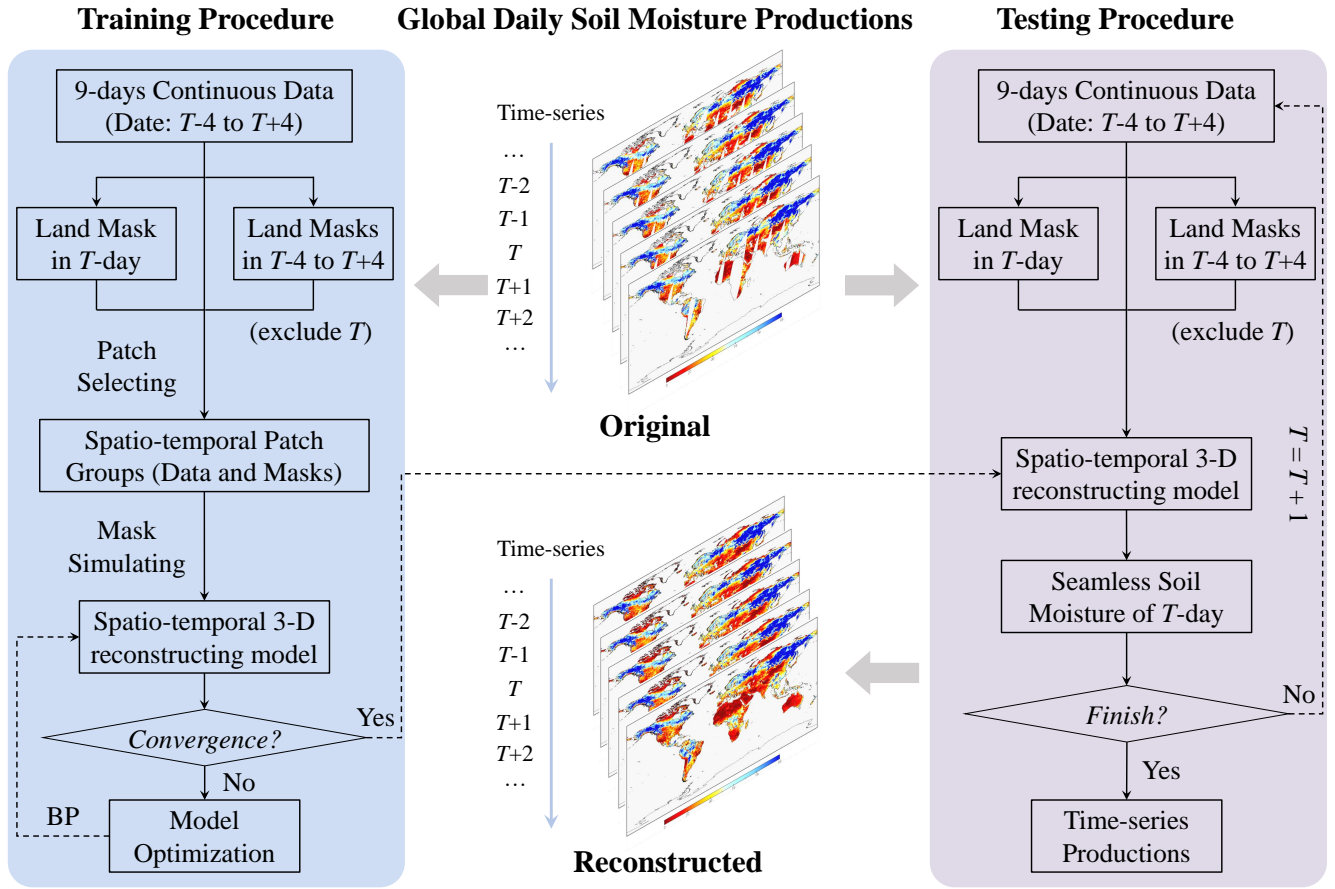 Training Procedure
Global Daily Soil Moisture Productions
Testing Procedure
9-days Continuous Data
(Date: T-4 to T+4)
Land Mask
in T-day
Land Masks
in T-4 to T+4
(exclude T)
Patch
Selecting
Spatio-temporal Patch
Groups (Data and Masks)
Mask
Simulating
Spatio-temporal 3-D
reconstructing model
Convergence?
Yes
No
BP
Model
Optimization
Time-series
…
T-2
T-1
T
T+1
T+2
…
Original
Time-series
…
T-2
T-1
T
T+1
T+2
…
Reconstructed
9-days Continuous Data
(Date: T-4 to T+4)
Land Mask
in T-day
Land Masks
in T-4 to T+4
(exclude T)
Spatio-temporal 3-D
reconstructing model
T = T + 1
Seamless Soil
Moisture of T-day
Finish?
No
Yes
Time-series
Productions